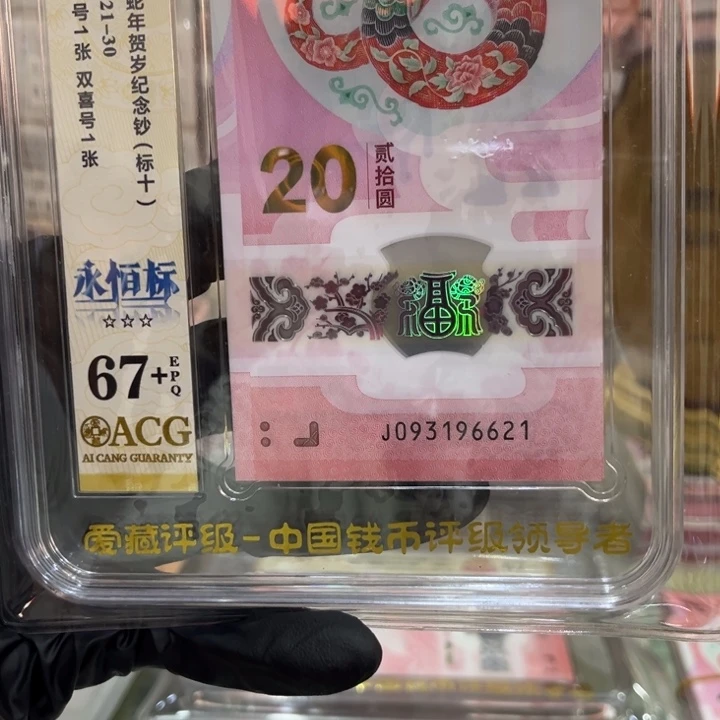 蛇年贺岁纪念钞（标十）
21-30
号1张 双喜号1张
永恒标
☆☆☆
67+EPQ
ACG
AI CANG GUARANTY
20
贰拾圆
福
J093196621
爱藏评级-中国钱币评级领导者